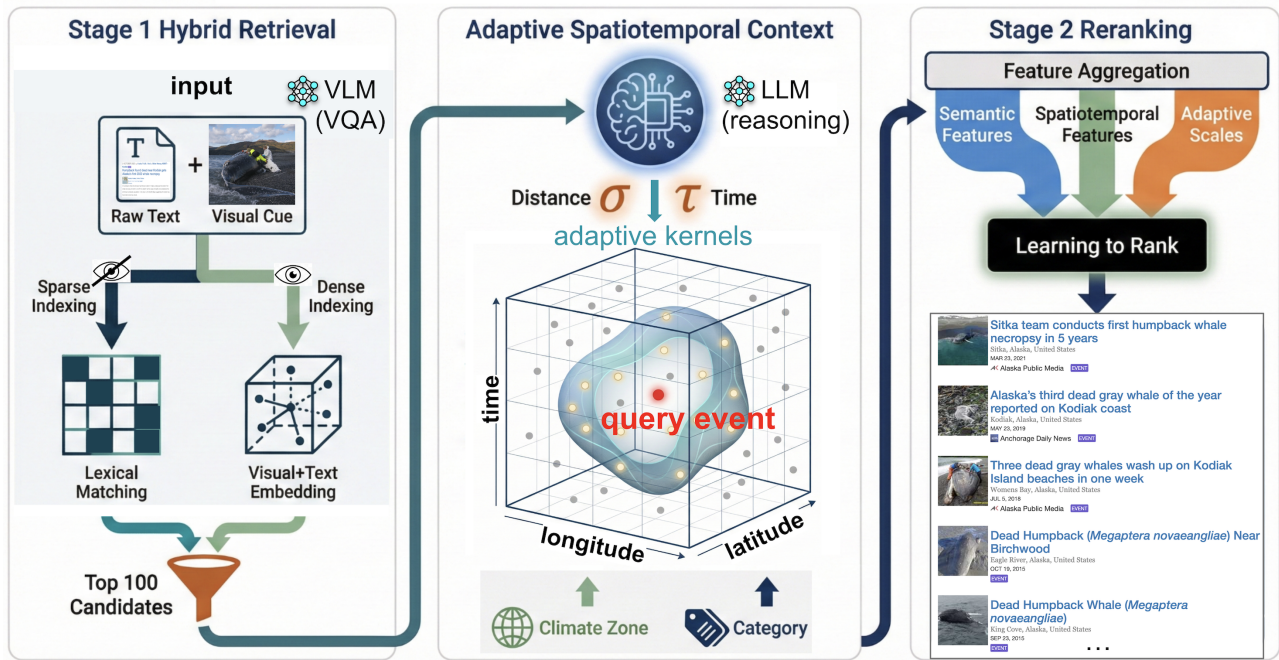 Stage 1 Hybrid Retrieval
input
VLM
(VQA)
T
+
Raw Text
Visual Cue
Sparse
Indexing
Dense
Indexing
Lexical
Matching
Visual+Text
Embedding
Top 100
Candidates
Adaptive Spatiotemporal Context
LLM
(reasoning)
Distance σ
τ Time
adaptive kernels
time
query event
longitude
latitude
Climate Zone
Category
Stage 2 Reranking
Feature Aggregation
Semantic
Features
Spatiotemporal
Features
Adaptive
Scales
Learning to Rank
Sitka team conducts first humpback whale
necropsy in 5 years
Sitka, Alaska, United States
MAR 23, 2021
Alaska Public Media EVENT
Alaska's third dead gray whale of the year
reported on Kodiak coast
Kodiak, Alaska, United States
MAY 23, 2019
Anchorage Daily News EVENT
Three dead gray whales wash up on Kodiak
Island beaches in one week
Womens Bay, Alaska, United States
JUL 5, 2018
Alaska Public Media EVENT
Dead Humpback (Megaptera novaeangliae) Near
Birchwood
Eagle River, Alaska, United States
OCT 19, 2015
EVENT
Dead Humpback Whale (Megaptera
novaeangliae)
King Cove, Alaska, United States
SEP 23, 2015
EVENT
...